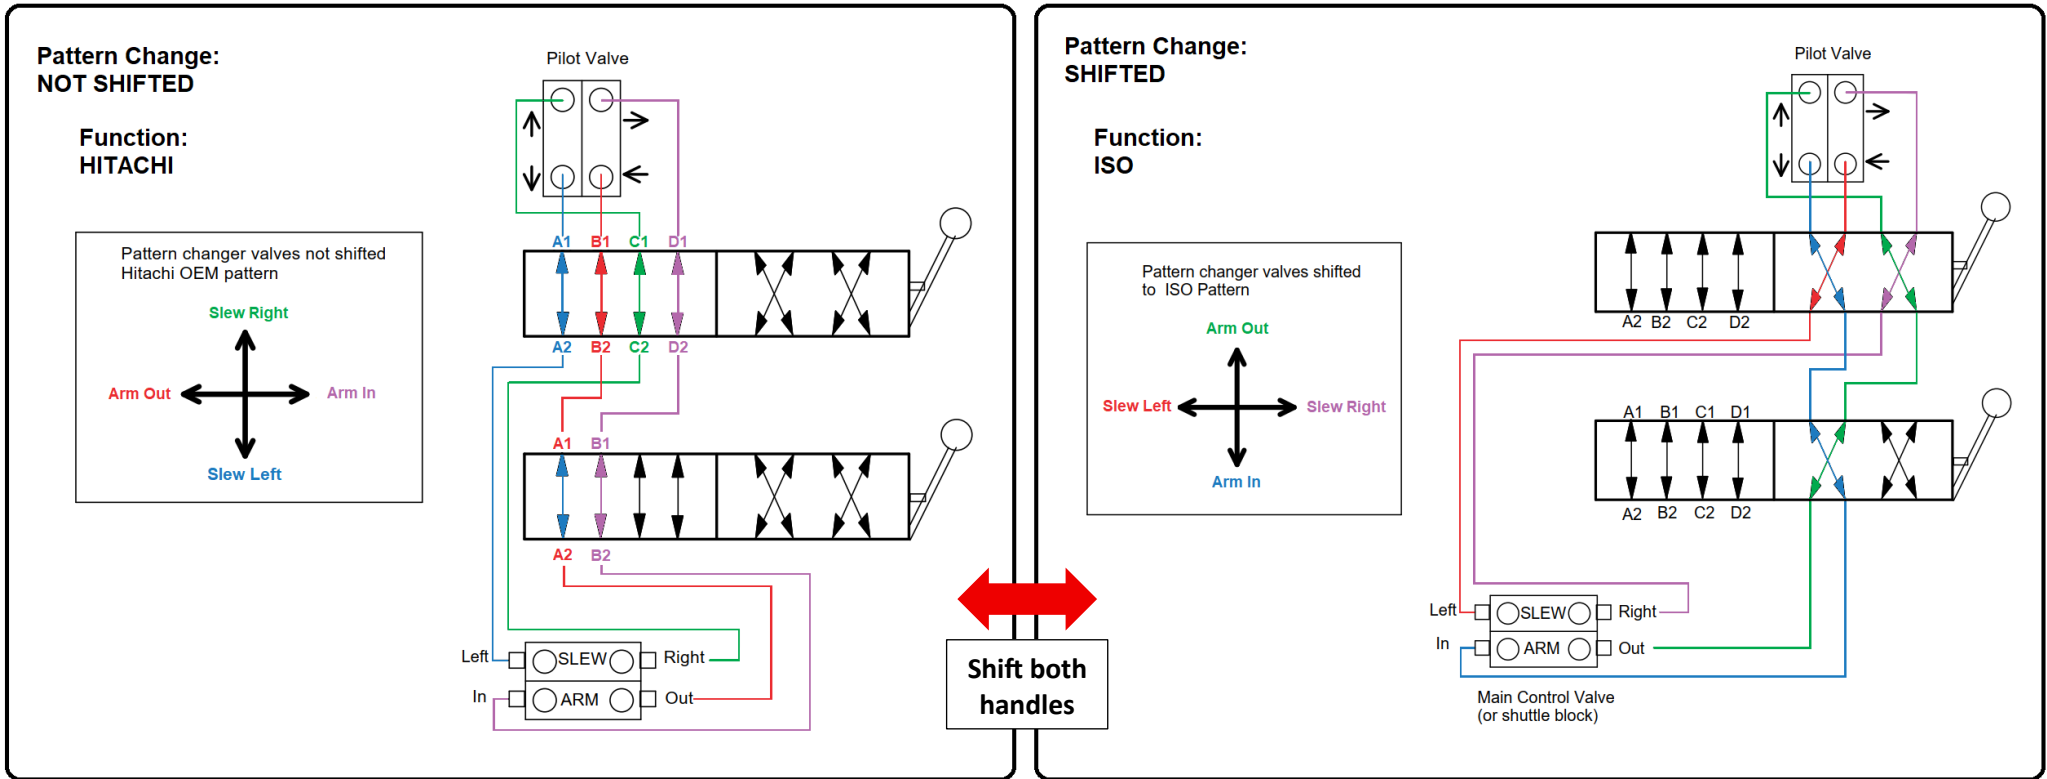 Pattern Change:
NOT SHIFTED
Function:
HITACHI
Pattern changer valves not shifted
Hitachi OEM pattern
Slew Right
Arm Out
Arm In
Slew Left
Pilot Valve
A1 B1 C1 D1
A2 B2 C2 D2
A1 B1
A2 B2
Left SLEW Right
In ARM Out
Shift both
handles
Pattern Change:
SHIFTED
Function:
ISO
Pattern changer valves shifted
to ISO Pattern
Arm Out
Slew Left
Slew Right
Arm In
Pilot Valve
A2 B2 C2 D2
A1 B1 C1 D1
A2 B2 C2 D2
Left SLEW Right
In ARM Out
Main Control Valve
(or shuttle block)